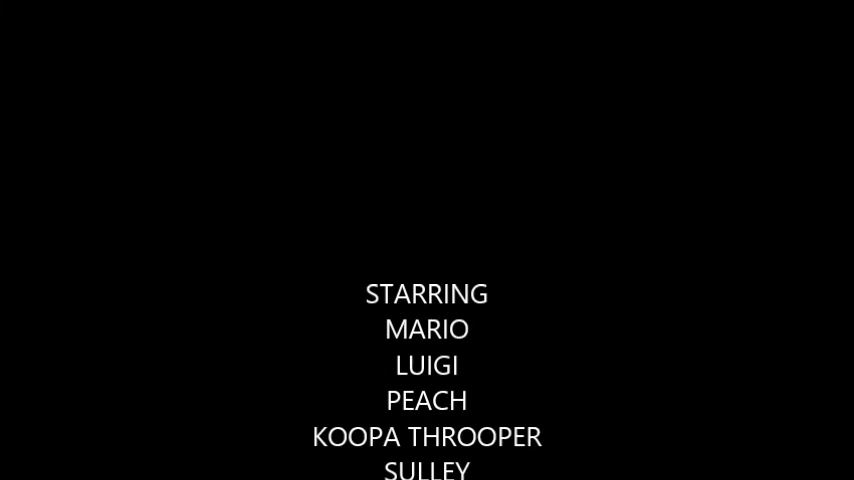 STARRING
MARIO
LUIGI
PEACH
KOOPA THROOPER
SULLEY